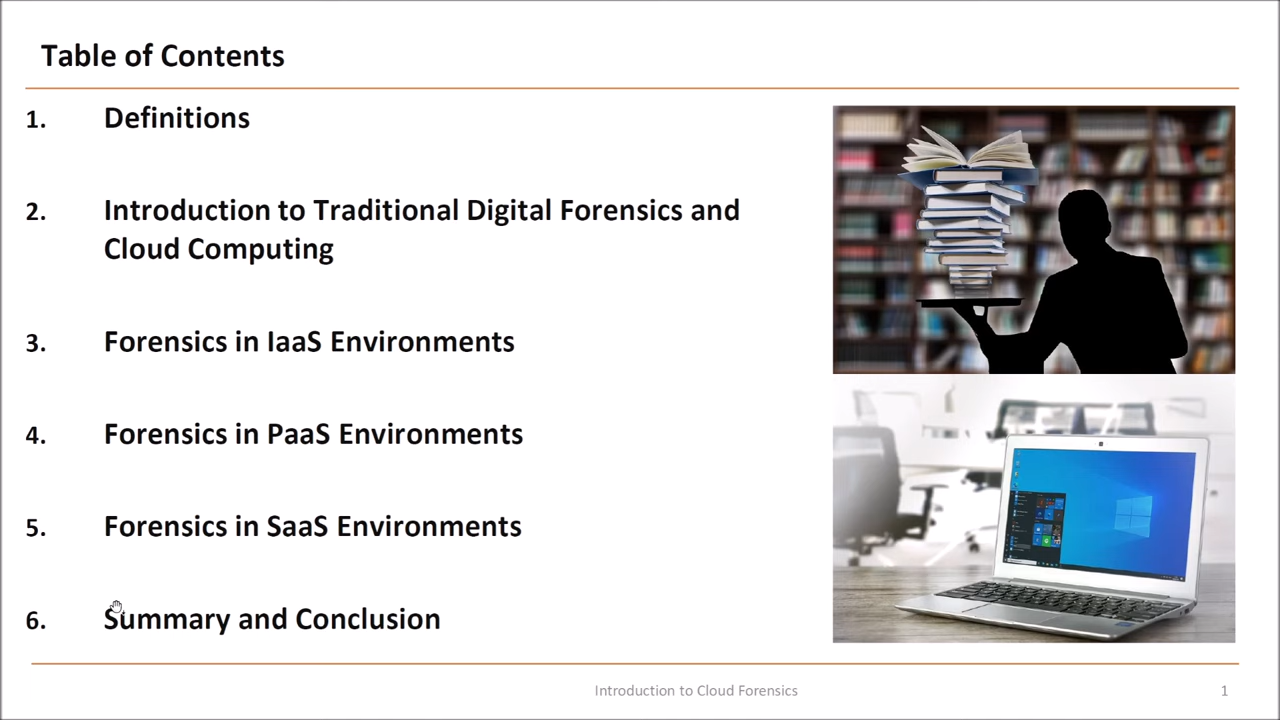 Table of Contents
1. Definitions
2. Introduction to Traditional Digital Forensics and
Cloud Computing
3. Forensics in IaaS Environments
4. Forensics in PaaS Environments
5. Forensics in SaaS Environments
6. Summary and Conclusion
Introduction to Cloud Forensics
1